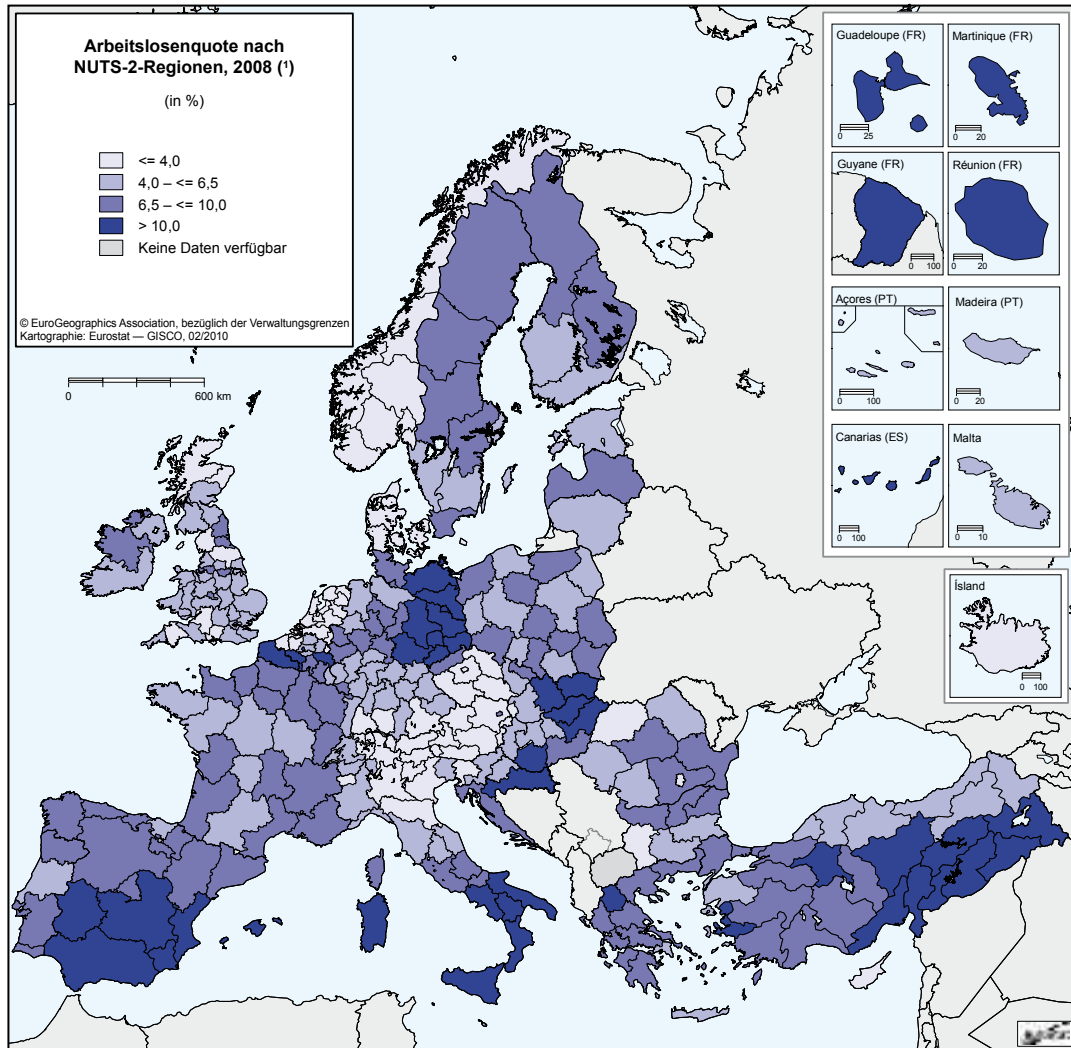 Arbeitslosenquote nach
NUTS-2-Regionen, 2008 (¹)
(in %)
<= 4,0
4,0 – <= 6,5
6,5 – <= 10,0
> 10,0
Keine Daten verfügbar
© EuroGeographics Association, bezüglich der Verwaltungsgrenzen
Kartographie: Eurostat — GISCO, 02/2010
0 600 km
Guadeloupe (FR)
0 25
Martinique (FR)
0 20
Guyane (FR)
0 100
Réunion (FR)
0 20
Açores (PT)
0 100
Madeira (PT)
0 20
Canarias (ES)
0 100
Malta
0 10
Ísland
0 100